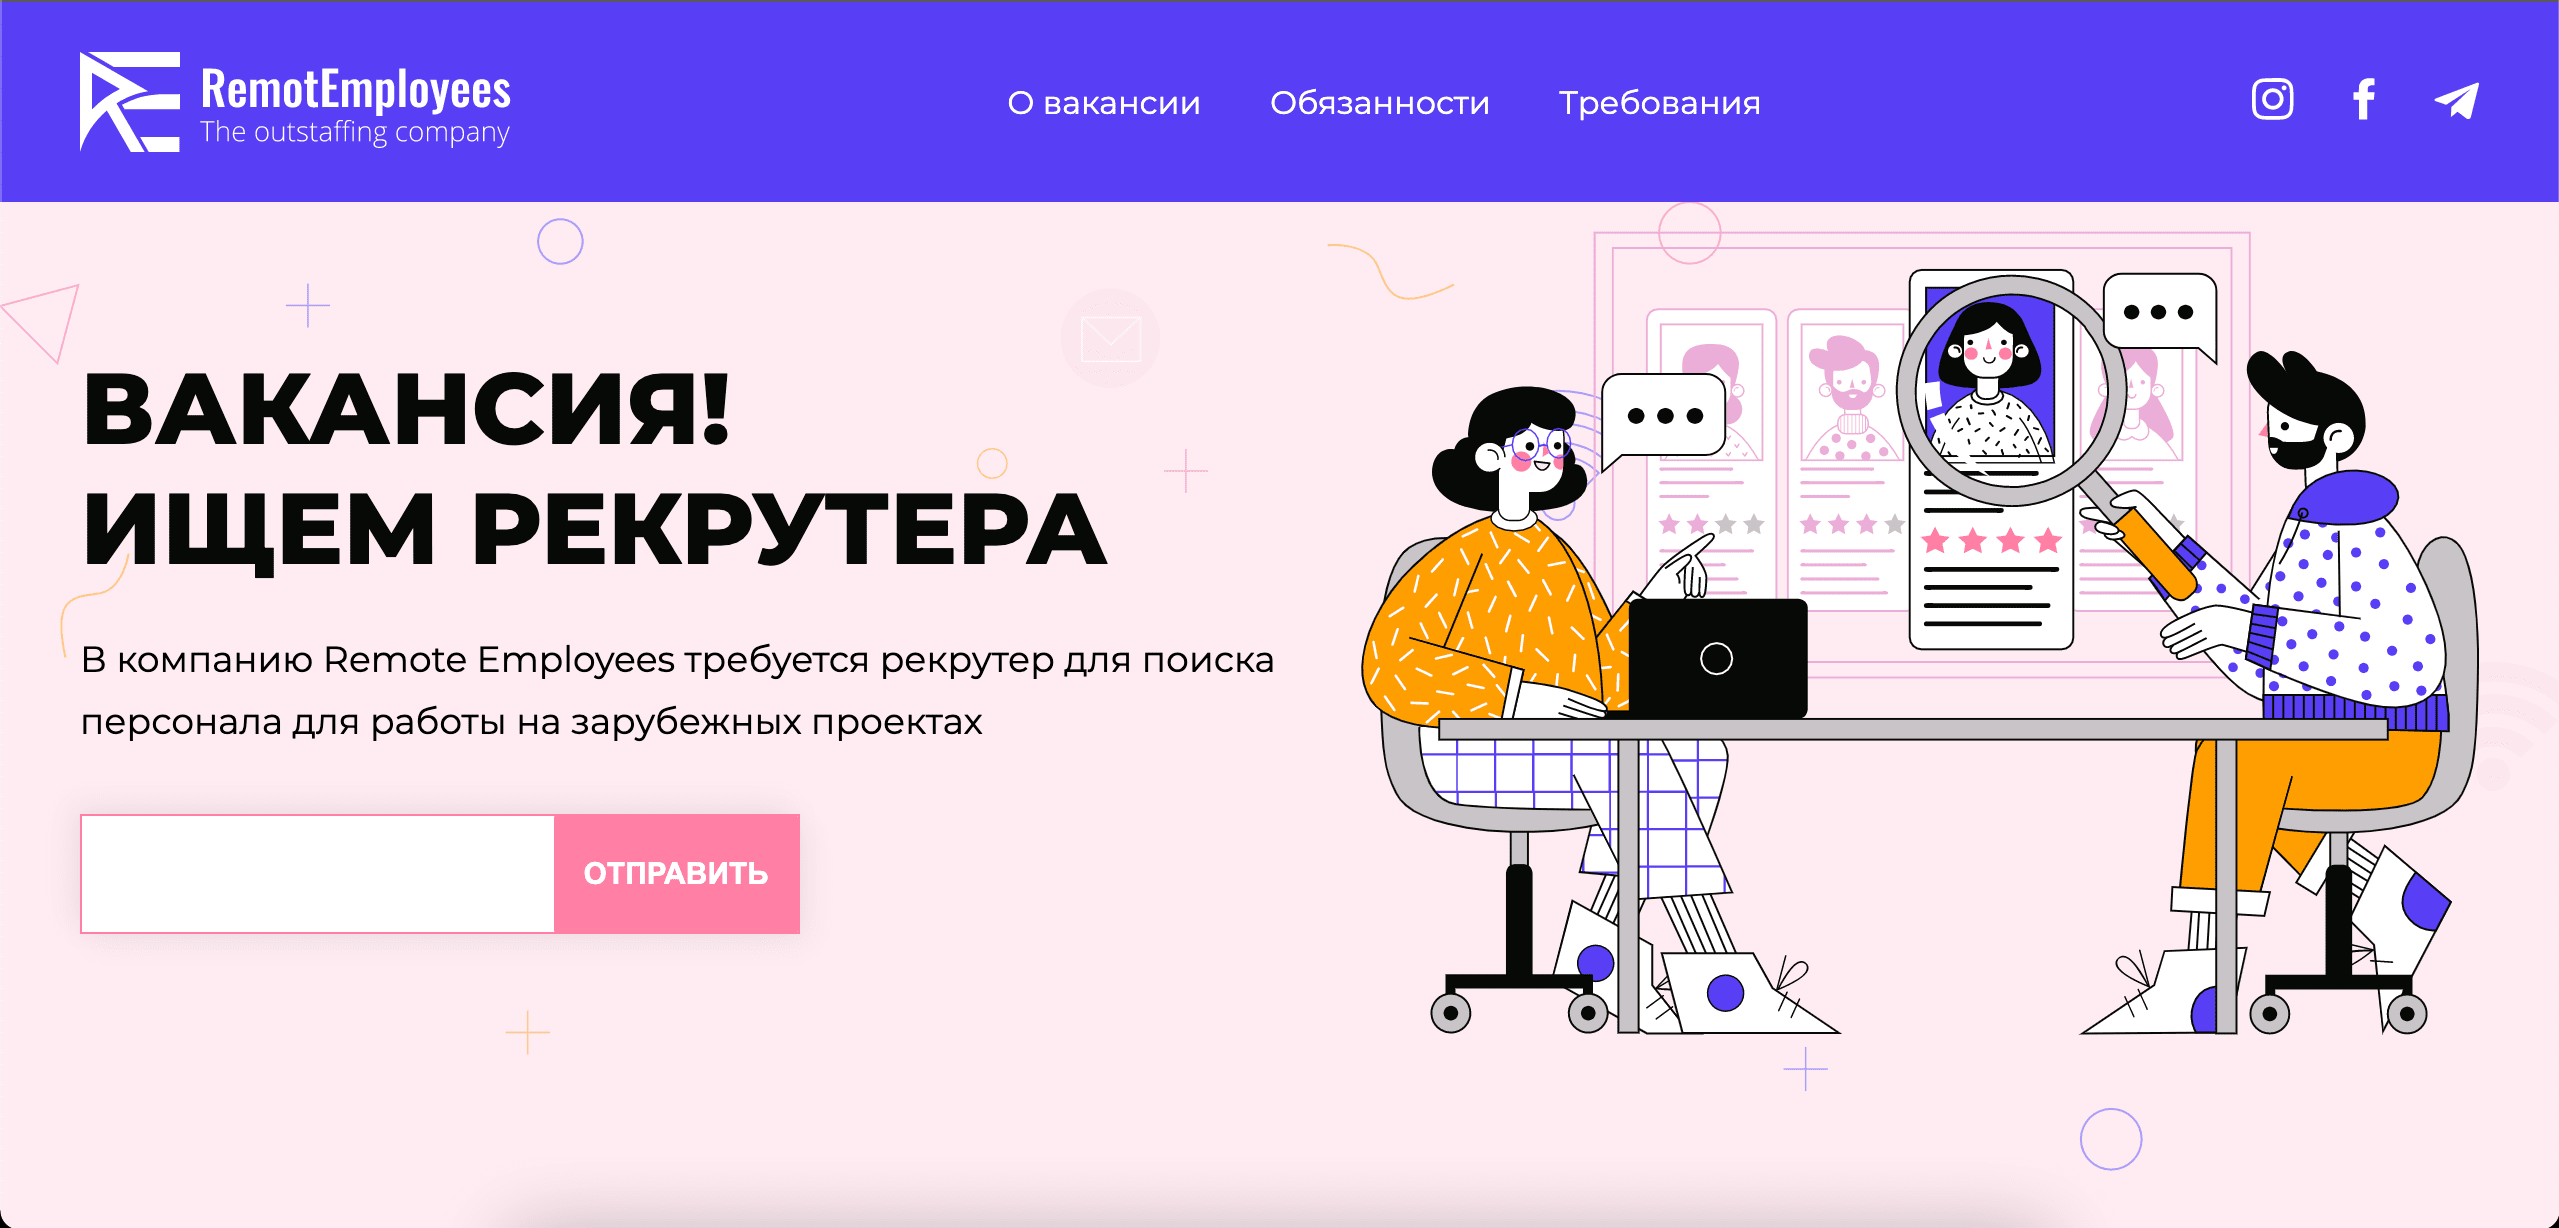 RemotEmployees
The outstaffing company
О вакансии
Обязанности
Требования
ВАКАНСИЯ!
ИЩЕМ РЕКРУТЕРА
В компанию Remote Employees требуется рекрутер для поиска
персонала для работы на зарубежных проектах
ОТПРАВИТЬ